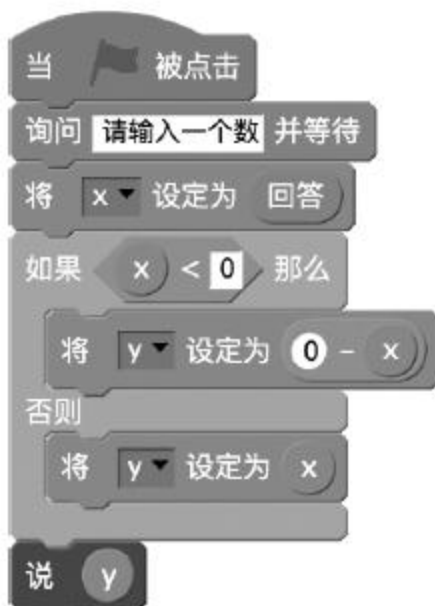 当 被点击
询问 请输入一个数 并等待
将 x 设定为 回答
如果 x < 0 那么
将 y 设定为 0 - x
否则
将 y 设定为 x
说 y